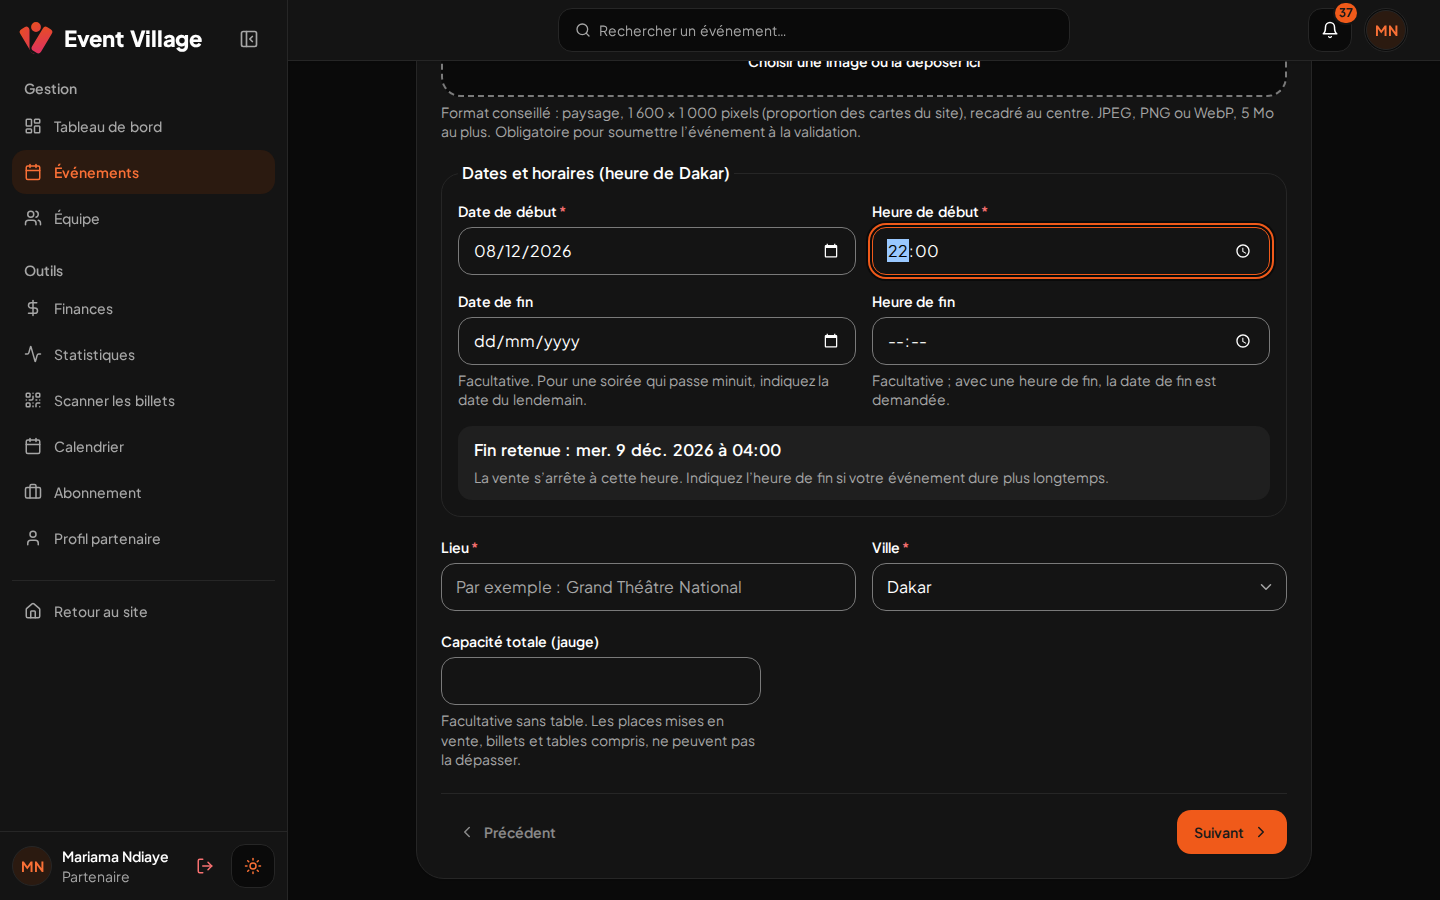 Event Village
Rechercher un événement…
37
MN
Gestion
Tableau de bord
Événements
Équipe
Outils
Finances
Statistiques
Scanner les billets
Calendrier
Abonnement
Profil partenaire
Retour au site
MN
Mariama Ndiaye
Partenaire
Choisir une image ou la déposer ici
Format conseillé : paysage, 1 600 × 1 000 pixels (proportion des cartes du site), recadré au centre. JPEG, PNG ou WebP, 5 Mo
au plus. Obligatoire pour soumettre l’événement à la validation.
Dates et horaires (heure de Dakar)
Date de début *
Heure de début *
08/12/2026
22:00
Date de fin
Heure de fin
dd/mm/yyyy
--:--
Facultative. Pour une soirée qui passe minuit, indiquez la
date du lendemain.
Facultative ; avec une heure de fin, la date de fin est
demandée.
Fin retenue : mer. 9 déc. 2026 à 04:00
La vente s’arrête à cette heure. Indiquez l’heure de fin si votre événement dure plus longtemps.
Lieu *
Ville *
Par exemple : Grand Théâtre National
Dakar
Capacité totale (jauge)
Facultative sans table. Les places mises en
vente, billets et tables compris, ne peuvent pas
la dépasser.
Précédent
Suivant